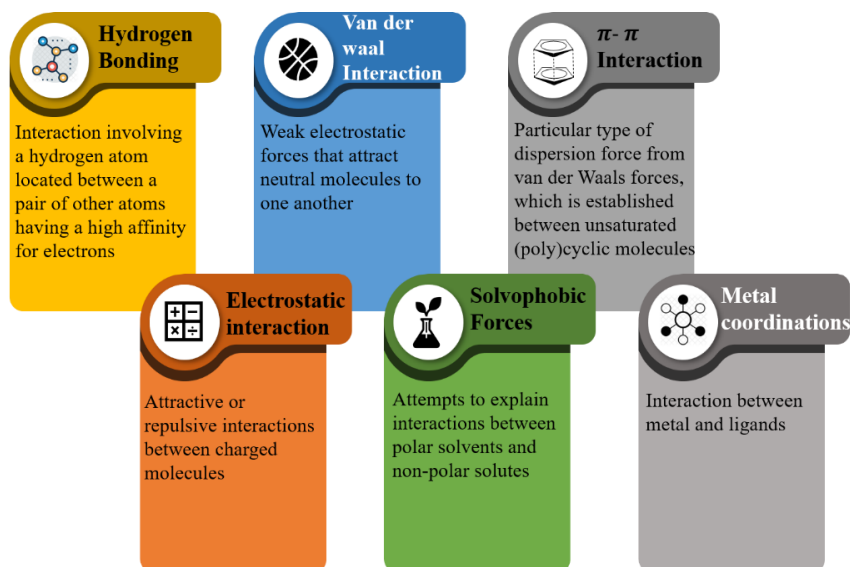 Hydrogen
Bonding
Interaction involving
a hydrogen atom
located between a
pair of other atoms
having a high affinity
for electrons
Van der
waal
Interaction
Weak electrostatic
forces that attract
neutral molecules to
one another
π- π
Interaction
Particular type of
dispersion force from
van der Waals forces,
which is established
between unsaturated
(poly)cyclic molecules
Electrostatic
interaction
Attractive or
repulsive interactions
between charged
molecules
Solvophobic
Forces
Attempts to explain
interactions between
polar solvents and
non-polar solutes
Metal
coordinations
Interaction between
metal and ligands